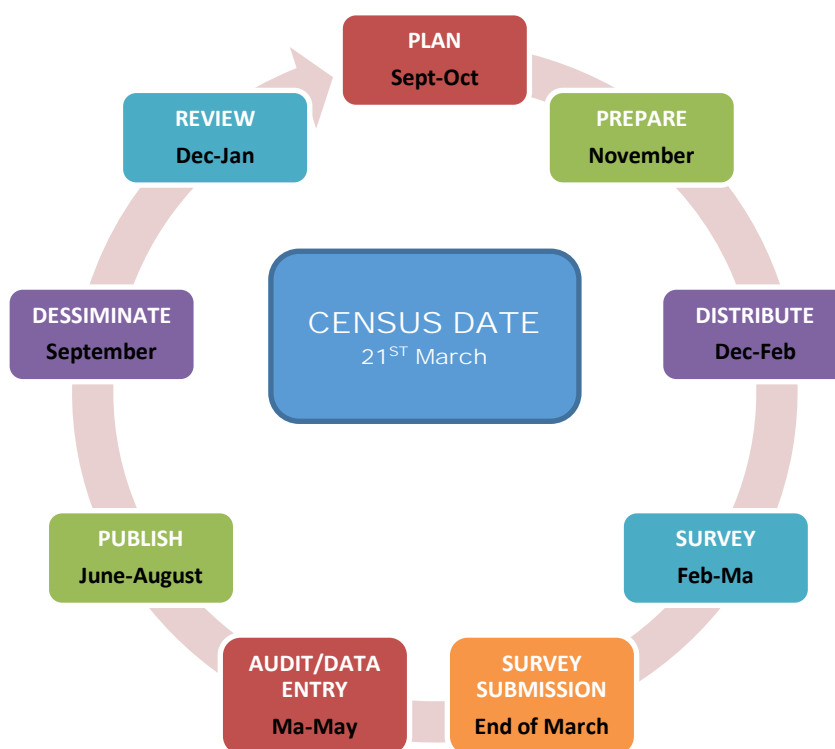 PLAN
Sept-Oct
PREPARE
November
DISTRIBUTE
Dec-Feb
SURVEY
Feb-Ma
SURVEY
SUBMISSION
End of March
AUDIT/DATA
ENTRY
Ma-May
PUBLISH
June-August
DESSIMINATE
September
REVIEW
Dec-Jan
CENSUS DATE
21ST March